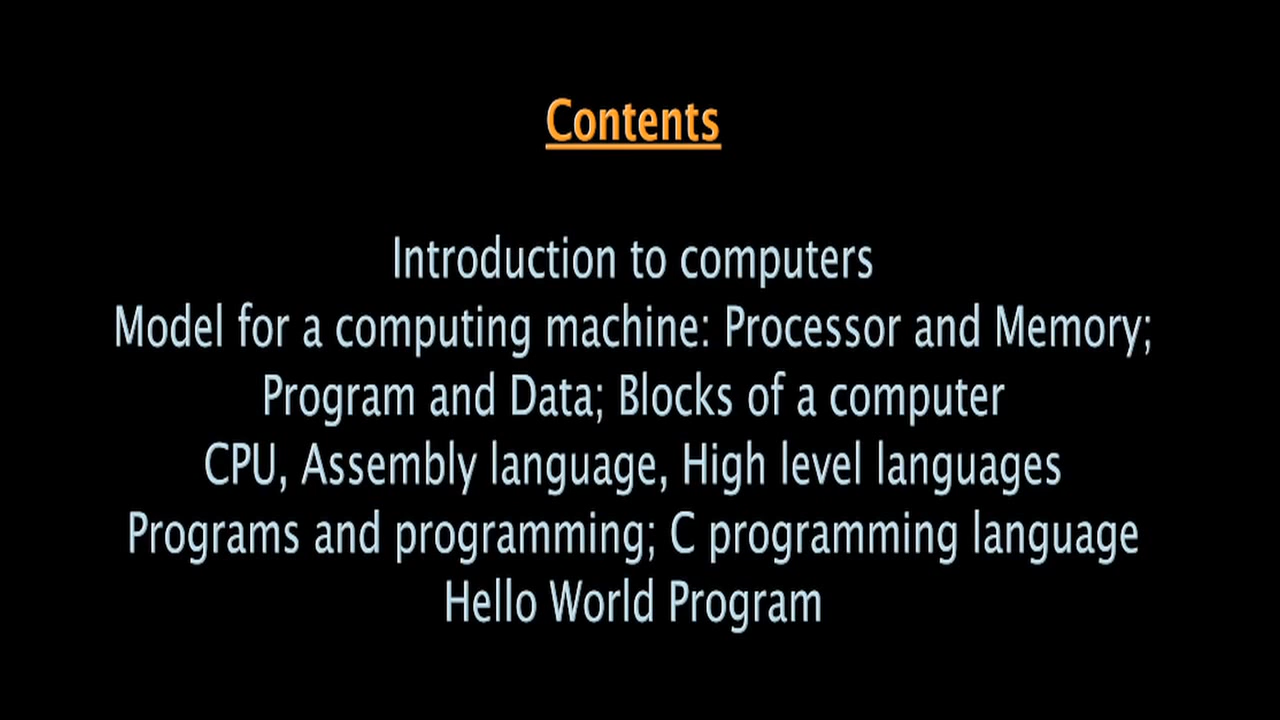 Contents
Introduction to computers
Model for a computing machine: Processor and Memory;
Program and Data; Blocks of a computer
CPU, Assembly language, High level languages
Programs and programming; C programming language
Hello World Program